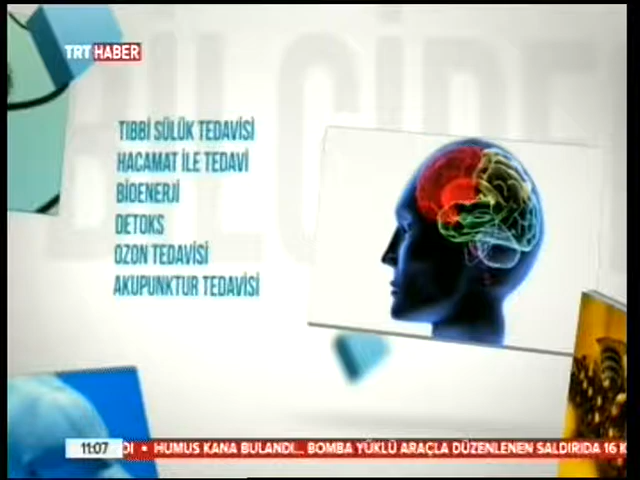 TRT HABER
TIBBİ SÜLÜK TEDAVİSİ
HACAMAT İLE TEDAVİ
BİOENERJİ
DETOKS
OZON TEDAVİSİ
AKUPUNKTUR TEDAVİSİ
11:07 Dİ • HUMUS KANA BULANDI... BOMBA YÜKLÜ ARAÇLA DÜZENLENEN SALDIRIDA 16 K